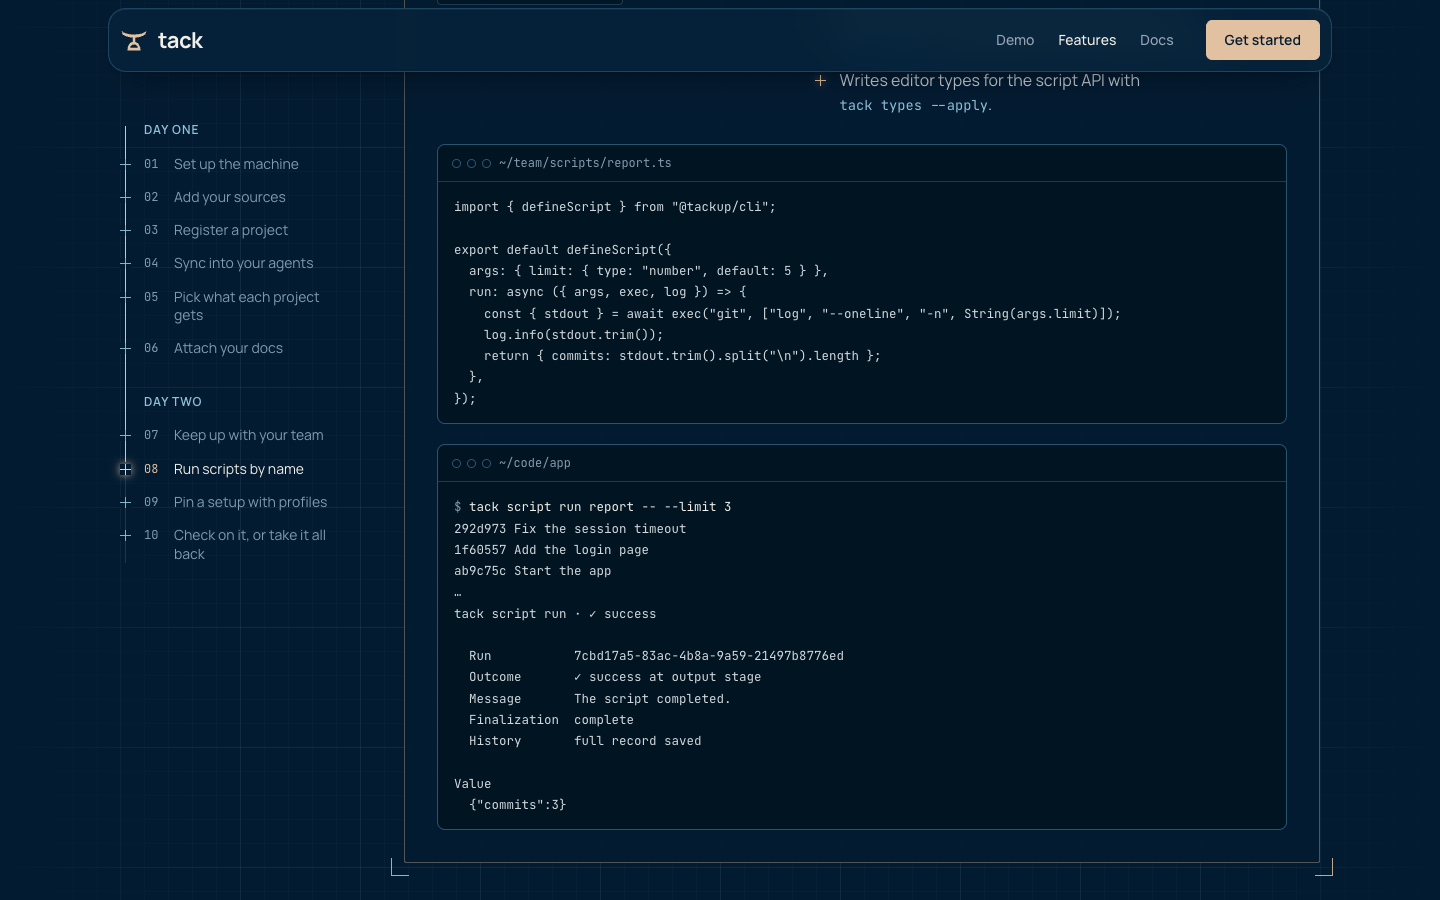 tack
Demo
Features
Docs
Get started
Writes editor types for the script API with
tack types --apply.
DAY ONE
01 Set up the machine
02 Add your sources
03 Register a project
04 Sync into your agents
05 Pick what each project
gets
06 Attach your docs
DAY TWO
07 Keep up with your team
08 Run scripts by name
09 Pin a setup with profiles
10 Check on it, or take it all
back
~/team/scripts/report.ts
import { defineScript } from "@tackup/cli";
export default defineScript({
  args: { limit: { type: "number", default: 5 } },
  run: async ({ args, exec, log }) => {
    const { stdout } = await exec("git", ["log", "--oneline", "-n", String(args.limit)]);
    log.info(stdout.trim());
    return { commits: stdout.trim().split("\n").length };
  },
});
~/code/app
$ tack script run report -- --limit 3
292d973 Fix the session timeout
1f60557 Add the login page
ab9c75c Start the app
…
tack script run · ✓ success
  Run           7cbd17a5-83ac-4b8a-9a59-21497b8776ed
  Outcome       ✓ success at output stage
  Message       The script completed.
  Finalization  complete
  History       full record saved
Value
  {"commits":3}